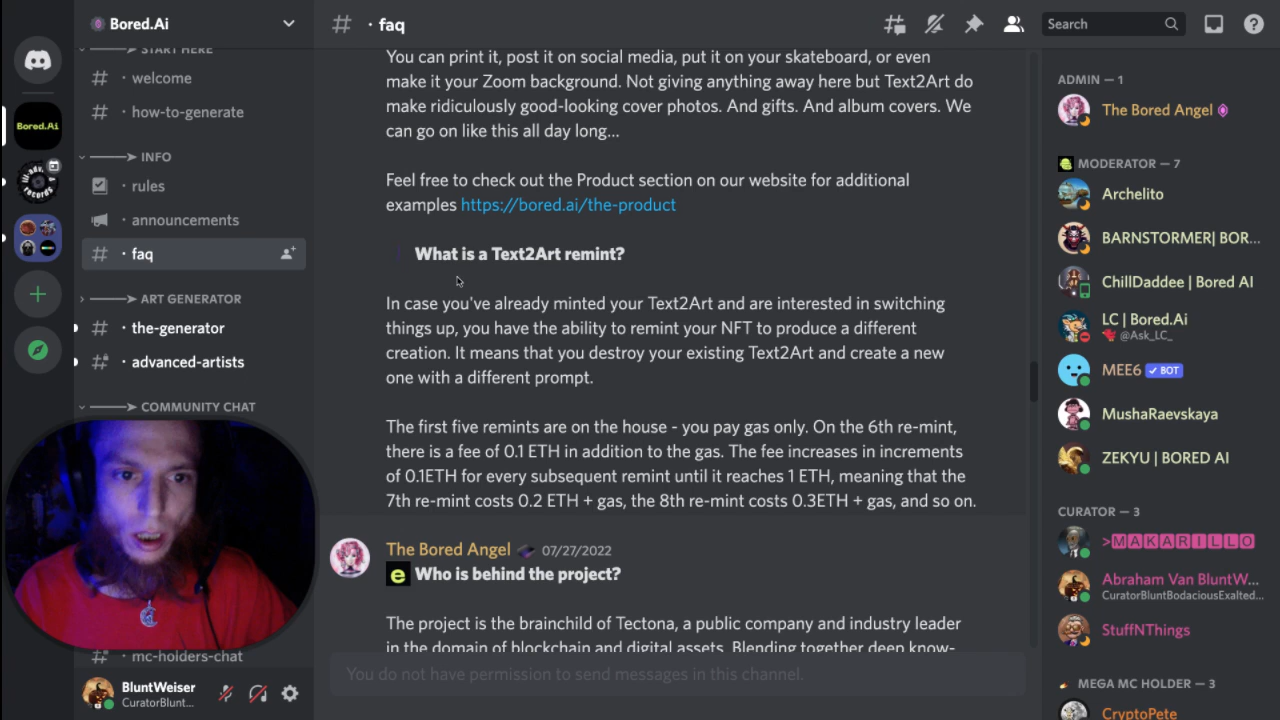 Bored.Ai
START HERE
# · welcome
# · how-to-generate
INFO
· rules
· announcements
# · faq
ART GENERATOR
# · the-generator
# · advanced-artists
COMMUNITY CHAT
· mc-holders-chat
BluntWeiser
CuratorBlunt...
Bored.Ai
# · faq
Search
You can print it, post it on social media, put it on your skateboard, or even
make it your Zoom background. Not giving anything away here but Text2Art do
make ridiculously good-looking cover photos. And gifts. And album covers. We
can go on like this all day long...
Feel free to check out the Product section on our website for additional
examples https://bored.ai/the-product
What is a Text2Art remint?
In case you've already minted your Text2Art and are interested in switching
things up, you have the ability to remint your NFT to produce a different
creation. It means that you destroy your existing Text2Art and create a new
one with a different prompt.
The first five remints are on the house - you pay gas only. On the 6th re-mint,
there is a fee of 0.1 ETH in addition to the gas. The fee increases in increments
of 0.1ETH for every subsequent remint until it reaches 1 ETH, meaning that the
7th re-mint costs 0.2 ETH + gas, the 8th re-mint costs 0.3ETH + gas, and so on.
The Bored Angel 07/27/2022
e Who is behind the project?
The project is the brainchild of Tectona, a public company and industry leader
in the domain of blockchain and digital assets. Blending together deep know-
You do not have permission to send messages in this channel.
ADMIN — 1
The Bored Angel
MODERATOR — 7
Archelito
BARNSTORMER| BOR...
ChillDaddee | Bored AI
LC | Bored.Ai
@Ask_LC_
MEE6 ✓ BOT
MushaRaevskaya
ZEKYU | BORED AI
CURATOR — 3
>🅼🅰🅺🅰🆁🅸🅻🅻🅾
Abraham Van BluntW...
CuratorBluntBodaciousExalted...
StuffNThings
MEGA MC HOLDER — 3
CryptoPete